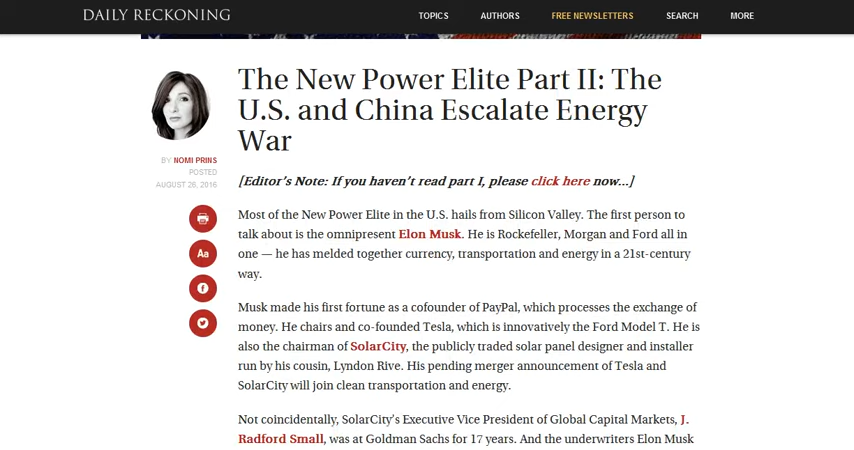 DAILY RECKONING
TOPICS
AUTHORS
FREE NEWSLETTERS
SEARCH
MORE
The New Power Elite Part II: The
U.S. and China Escalate Energy
War
BY NOMI PRINS
POSTED
AUGUST 26, 2016
[Editor's Note: If you haven't read part I, please click here now…]
Aa
Most of the New Power Elite in the U.S. hails from Silicon Valley. The first person to
talk about is the omnipresent Elon Musk. He is Rockefeller, Morgan and Ford all in
one — he has melded together currency, transportation and energy in a 21st-century
way.
Musk made his first fortune as a cofounder of PayPal, which processes the exchange of
money. He chairs and co-founded Tesla, which is innovatively the Ford Model T. He is
also the chairman of SolarCity, the publicly traded solar panel designer and installer
run by his cousin, Lyndon Rive. His pending merger announcement of Tesla and
SolarCity will join clean transportation and energy.
Not coincidentally, SolarCity's Executive Vice President of Global Capital Markets, J.
Radford Small, was at Goldman Sachs for 17 years. And the underwriters Elon Musk